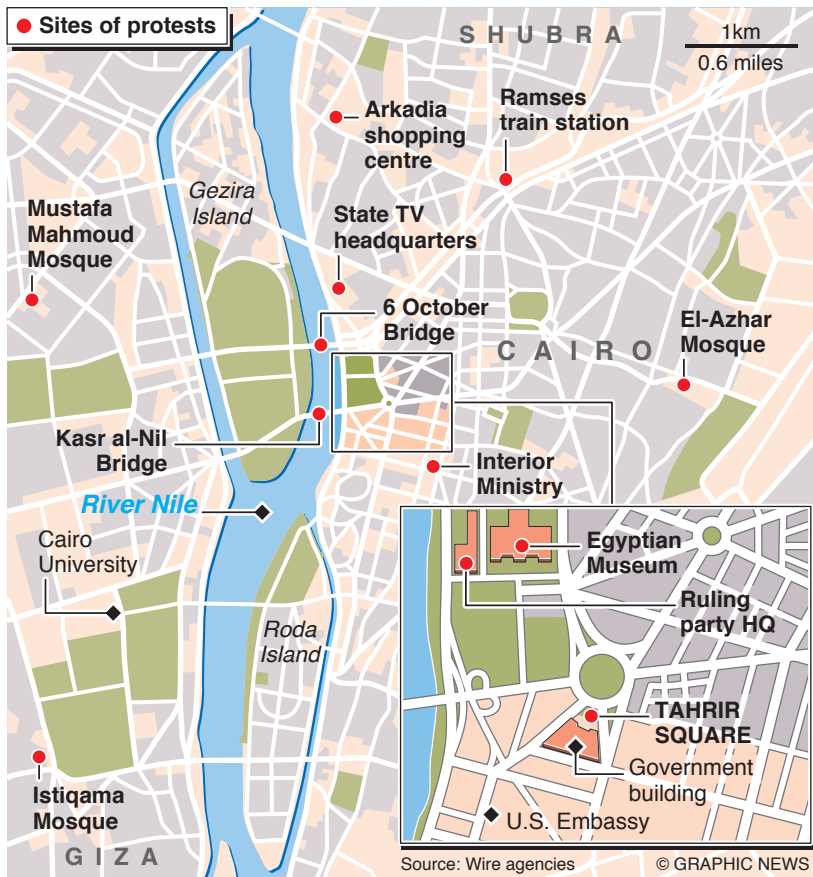 Sites of protests
SHUBRA
1km
0.6 miles
Arkadia
shopping
centre
Ramses
train station
Gezira
Island
Mustafa
Mahmoud
Mosque
State TV
headquarters
6 October
Bridge
El-Azhar
Mosque
CAIRO
Kasr al-Nil
Bridge
Interior
Ministry
River Nile
Cairo
University
Egyptian
Museum
Ruling
party HQ
Roda
Island
TAHRIR
SQUARE
Government
building
U.S. Embassy
Istiqama
Mosque
GIZA
Source: Wire agencies
© GRAPHIC NEWS